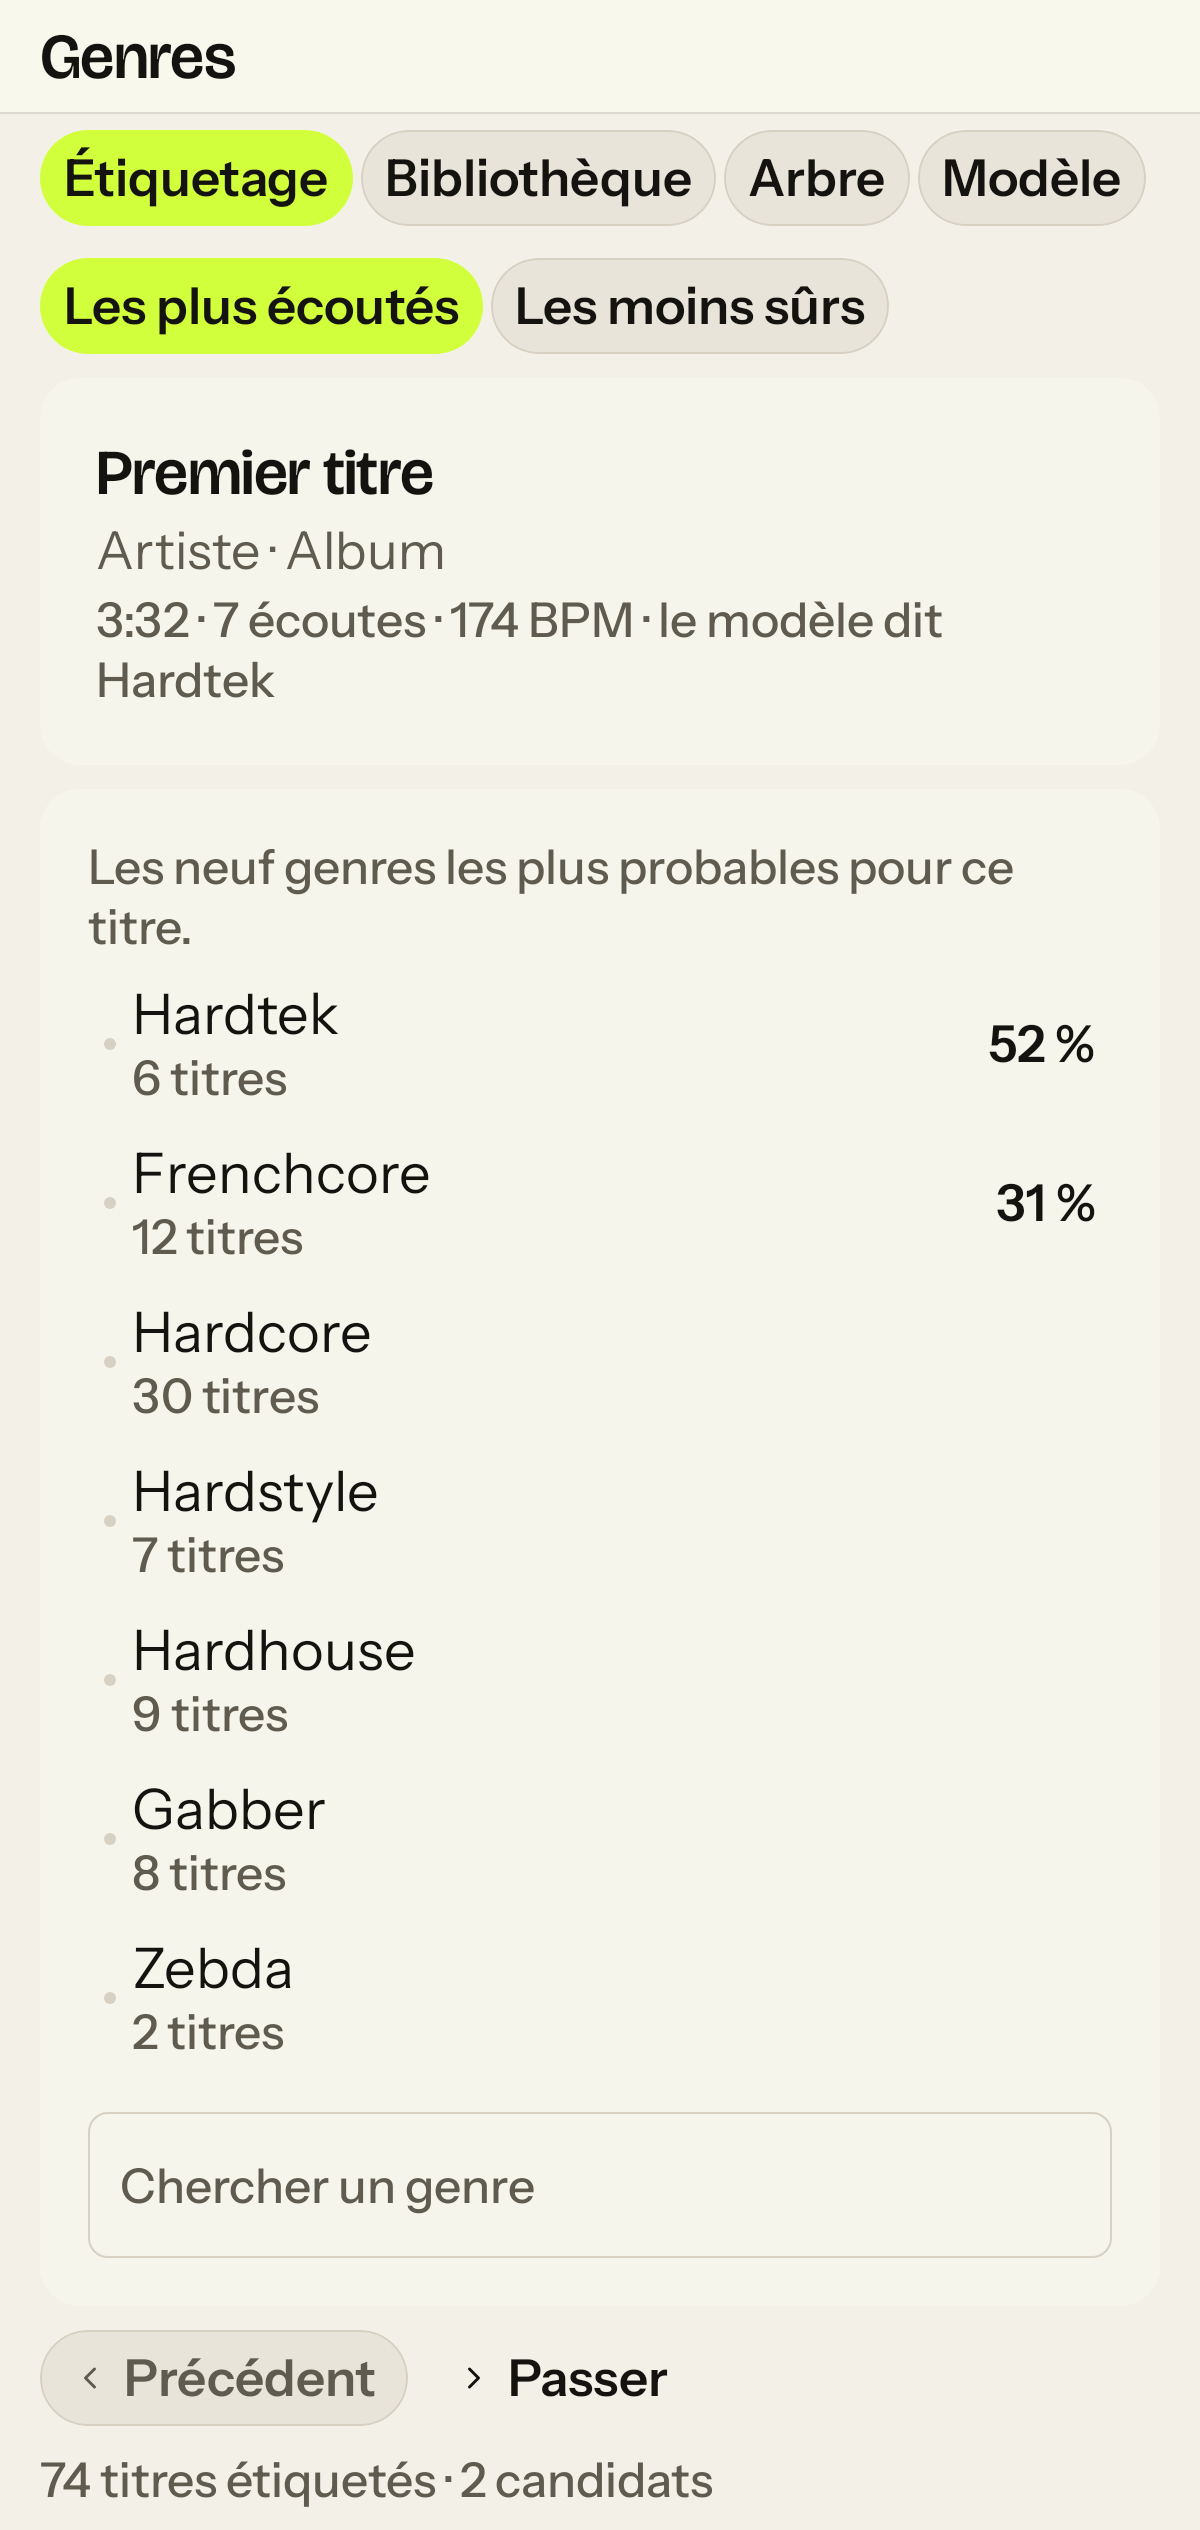 Genres
Étiquetage Bibliothèque Arbre Modèle
Les plus écoutés Les moins sûrs
Premier titre
Artiste · Album
3:32 · 7 écoutes · 174 BPM · le modèle dit
Hardtek
Les neuf genres les plus probables pour ce
titre.
Hardtek
6 titres
52 %
Frenchcore
12 titres
31 %
Hardcore
30 titres
Hardstyle
7 titres
Hardhouse
9 titres
Gabber
8 titres
Zebda
2 titres
Chercher un genre
Précédent Passer
74 titres étiquetés · 2 candidats